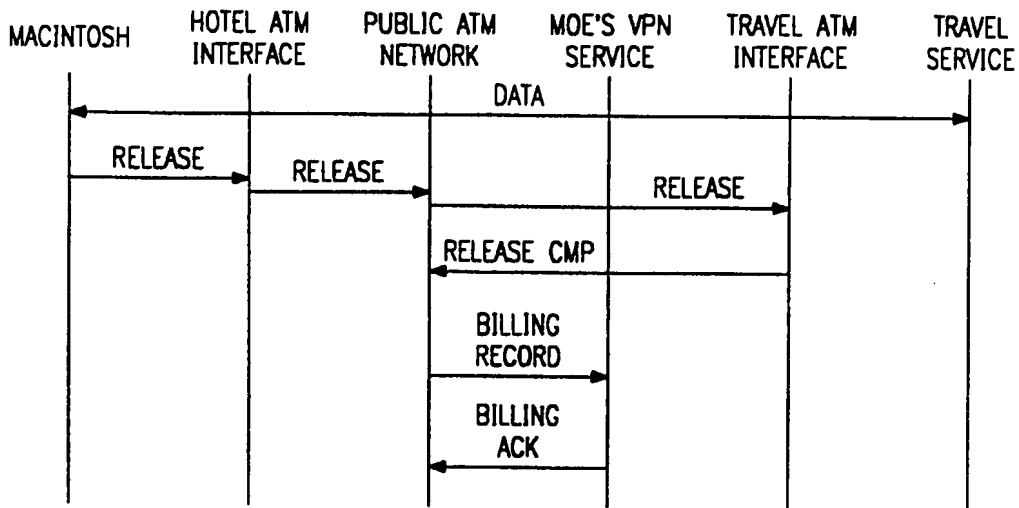 MACINTOSH
HOTEL ATM
INTERFACE
PUBLIC ATM
NETWORK
MOE'S VPN
SERVICE
TRAVEL ATM
INTERFACE
TRAVEL
SERVICE
DATA
RELEASE
RELEASE
RELEASE
RELEASE CMP
BILLING
RECORD
BILLING
ACK